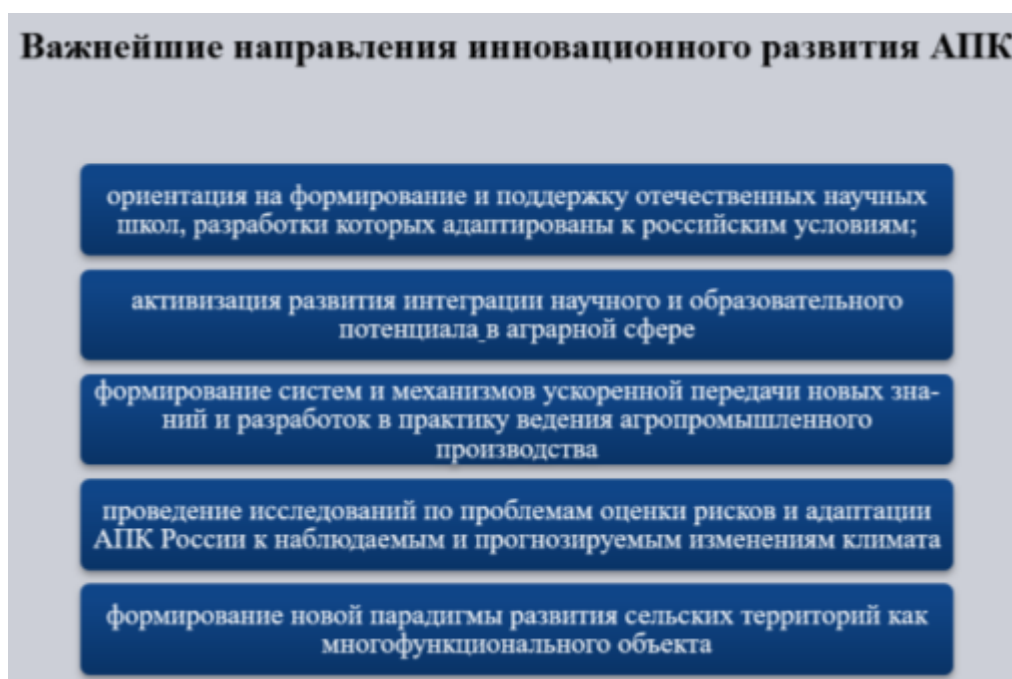 Важнейшие направления инновационного развития АПК
ориентация на формирование и поддержку отечественных научных
школ, разработки которых адаптированы к российским условиям;
активизация развития интеграции научного и образовательного
потенциала в аграрной сфере
формирование систем и механизмов ускоренной передачи новых зна-
ний и разработок в практику ведения агропромышленного
производства
проведение исследований по проблемам оценки рисков и адаптации
АПК России к наблюдаемым и прогнозируемым изменениям климата
формирование новой парадигмы развития сельских территорий как
многофункционального объекта